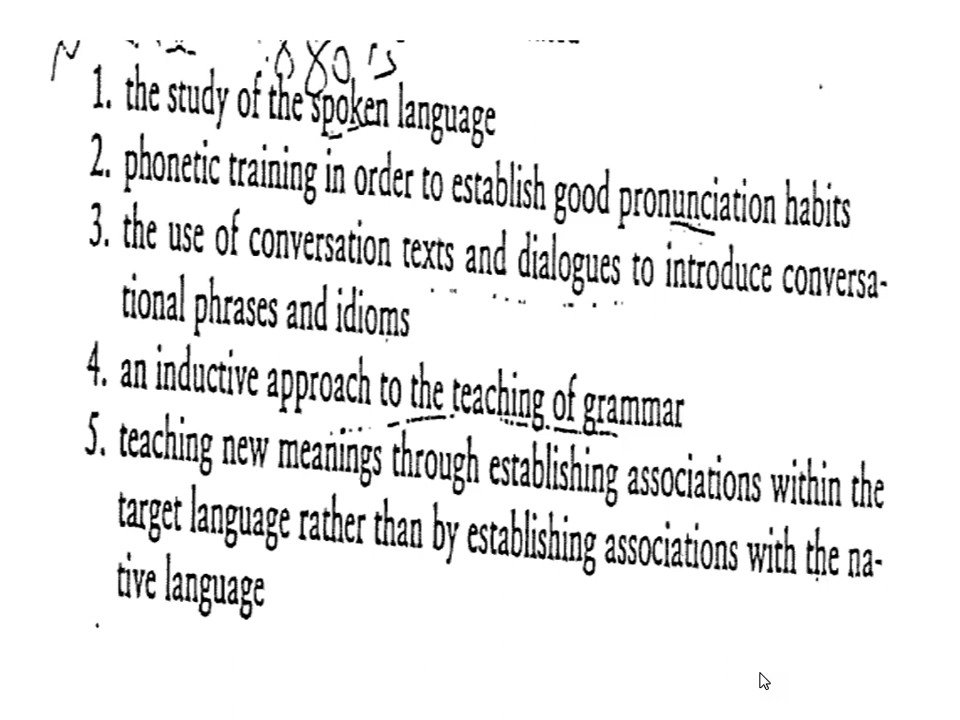 1880's
1. the study of the spoken language
2. phonetic training in order to establish good pronunciation habits
3. the use of conversation texts and dialogues to introduce conversa-
tional phrases and idioms
4. an inductive approach to the teaching of grammar
5. teaching new meanings through establishing associations within the
target language rather than by establishing associations with the na-
tive language